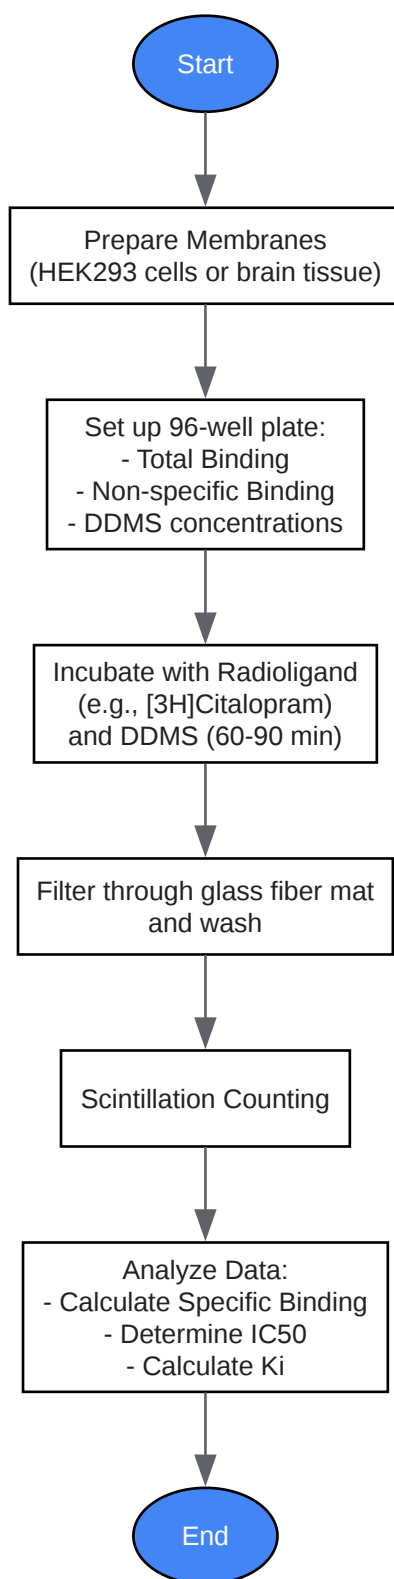 Start
Prepare Membranes
(HEK293 cells or brain tissue)
Set up 96-well plate:
- Total Binding
- Non-specific Binding
- DDMS concentrations
Incubate with Radioligand
(e.g., [3H]Citalopram)
and DDMS (60-90 min)
Filter through glass fiber mat
and wash
Scintillation Counting
Analyze Data:
- Calculate Specific Binding
- Determine IC50
- Calculate Ki
End